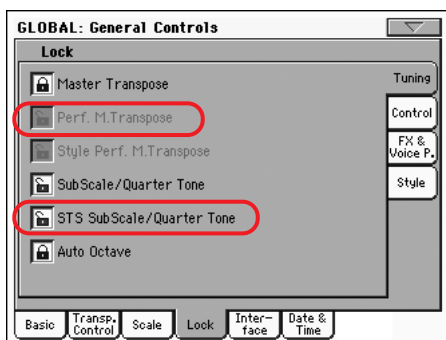 GLOBAL: General Controls
Lock
Master Transpose
Perf. M.Transpose
Style Perf. M.Transpose
SubScale/Quarter Tone
STS SubScale/Quarter Tone
Auto Octave
Tuning
Control
FX &
Voice P.
Style
Basic
Transp.
Control
Scale
Lock
Inter-
face
Date &
Time